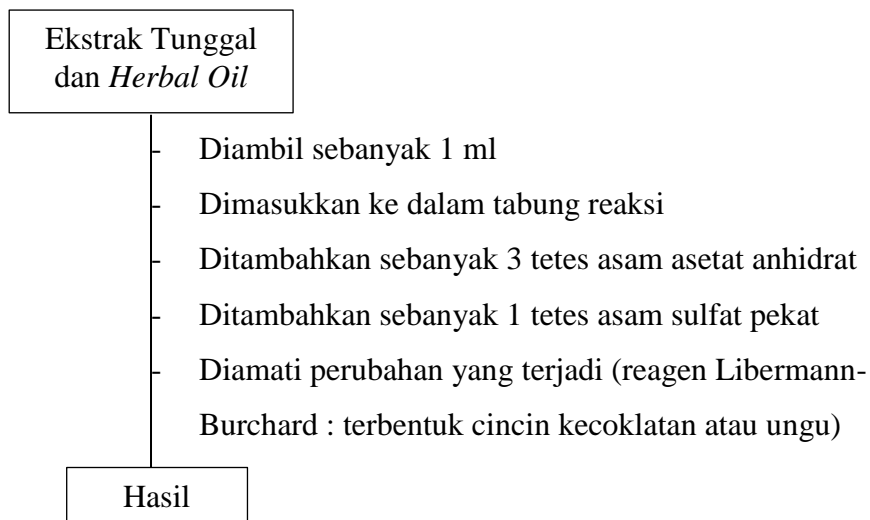 Ekstrak Tunggal
dan Herbal Oil
- Diambil sebanyak 1 ml
- Dimasukkan ke dalam tabung reaksi
- Ditambahkan sebanyak 3 tetes asam asetat anhidrat
- Ditambahkan sebanyak 1 tetes asam sulfat pekat
- Diamati perubahan yang terjadi (reagen Libermann-
Burchard : terbentuk cincin kecoklatan atau ungu)
Hasil